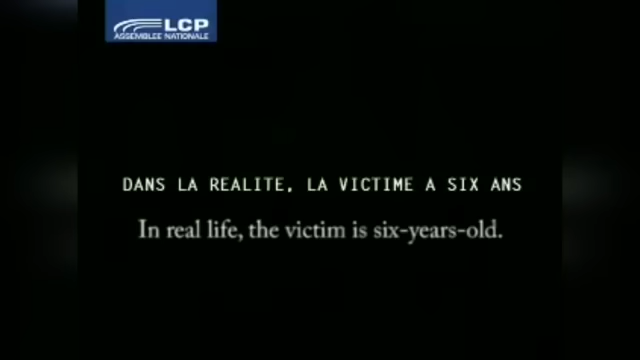 LCP
ASSEMBLEE NATIONALE
DANS LA REALITE, LA VICTIME A SIX ANS
In real life, the victim is six-years-old.